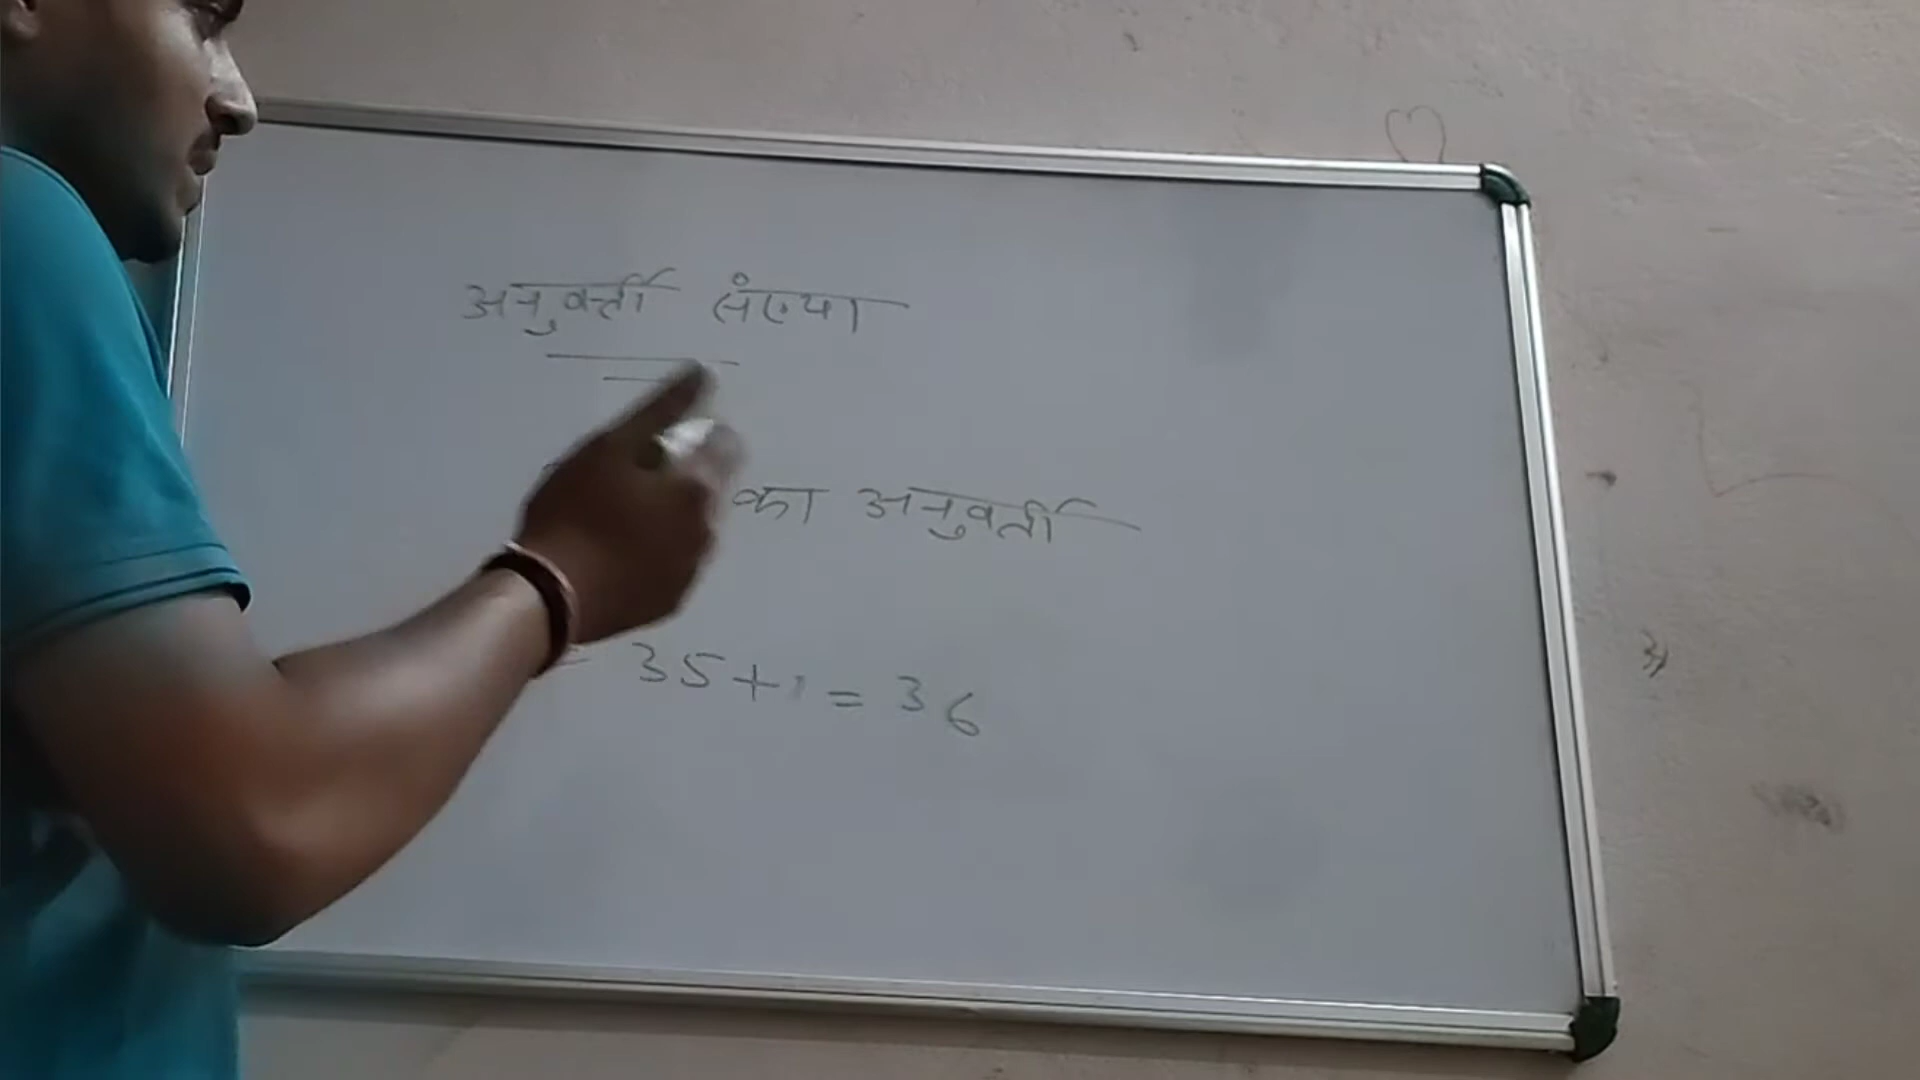 अनुवर्ती संख्या
का अनुवर्ती
= 35+1 = 36
अ